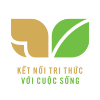 KẾT NỐI TRI THỨC
VỚI CUỘC SỐNG